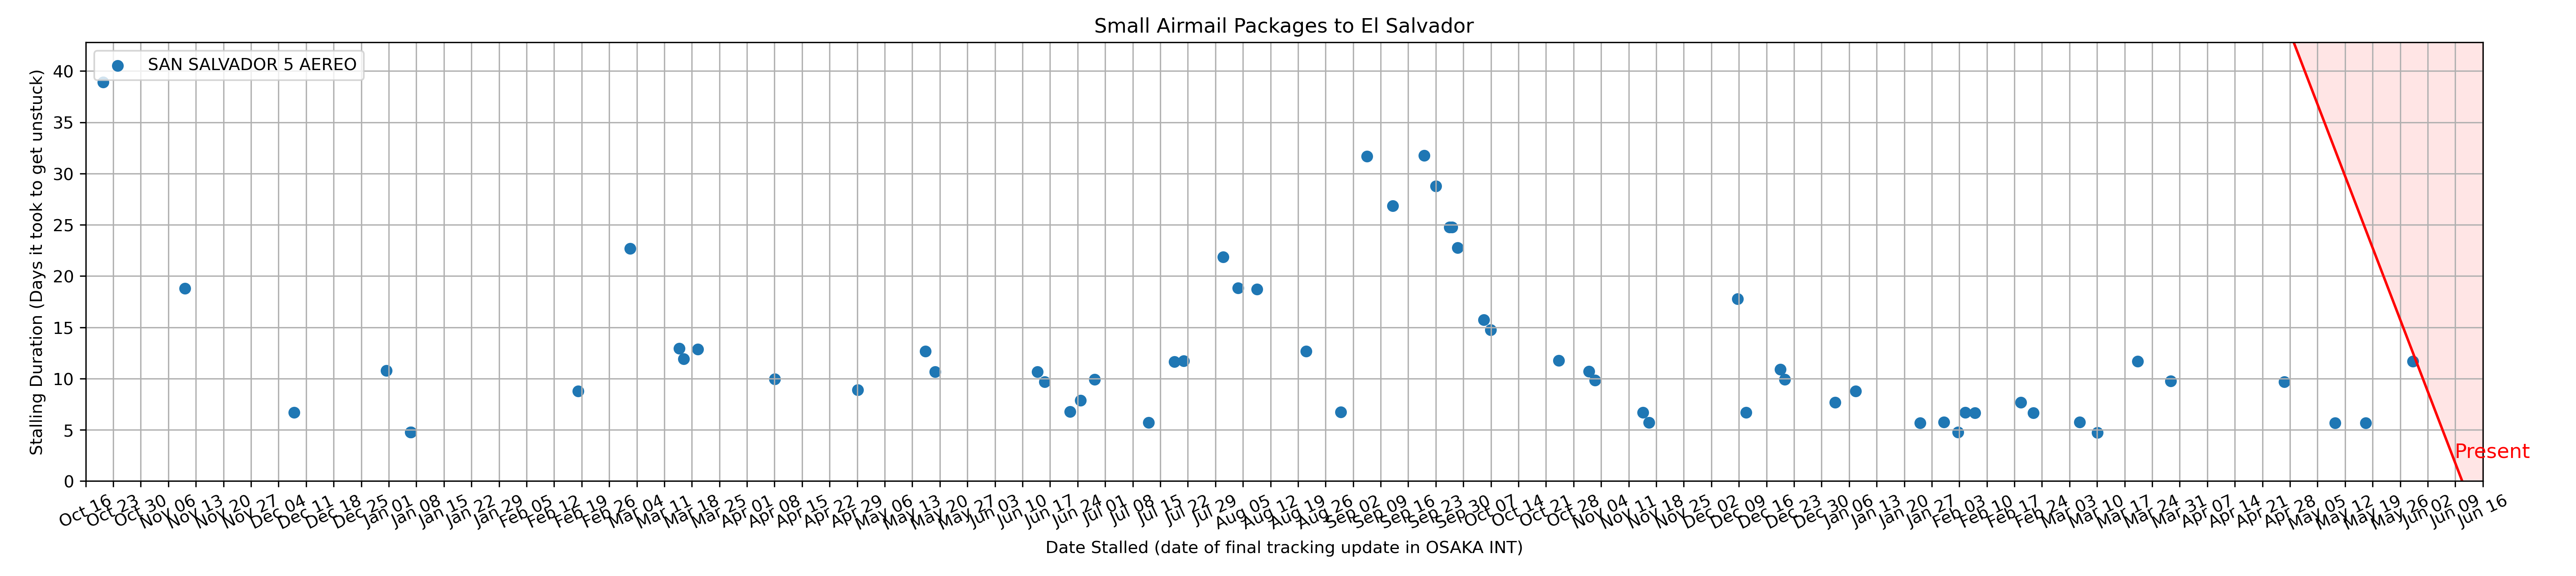 Small Airmail Packages to El Salvador
SAN SALVADOR 5 AEREO
Stalling Duration (Days it took to get unstuck)
40
35
30
25
20
15
10
5
0
Present
Oct 16 Oct 23 Oct 30 Nov 06 Nov 13 Nov 20 Nov 27 Dec 04 Dec 11 Dec 18 Dec 25 Jan 01 Jan 08 Jan 15 Jan 22 Jan 29 Feb 05 Feb 12 Feb 19 Feb 26 Mar 04 Mar 11 Mar 18 Mar 25 Apr 01 Apr 08 Apr 15 Apr 22 Apr 29 May 06 May 13 May 20 May 27 Jun 03 Jun 10 Jun 17 Jun 24 Jul 01 Jul 08 Jul 15 Jul 22 Jul 29 Aug 05 Aug 12 Aug 19 Aug 26 Sep 02 Sep 09 Sep 16 Sep 23 Sep 30 Oct 07 Oct 14 Oct 21 Oct 28 Nov 04 Nov 11 Nov 18 Nov 25 Dec 02 Dec 09 Dec 16 Dec 23 Dec 30 Jan 06 Jan 13 Jan 20 Jan 27 Feb 03 Feb 10 Feb 17 Feb 24 Mar 03 Mar 10 Mar 17 Mar 24 Mar 31 Apr 07 Apr 14 Apr 21 Apr 28 May 05 May 12 May 19 May 26 Jun 02 Jun 09 Jun 16
Date Stalled (date of final tracking update in OSAKA INT)